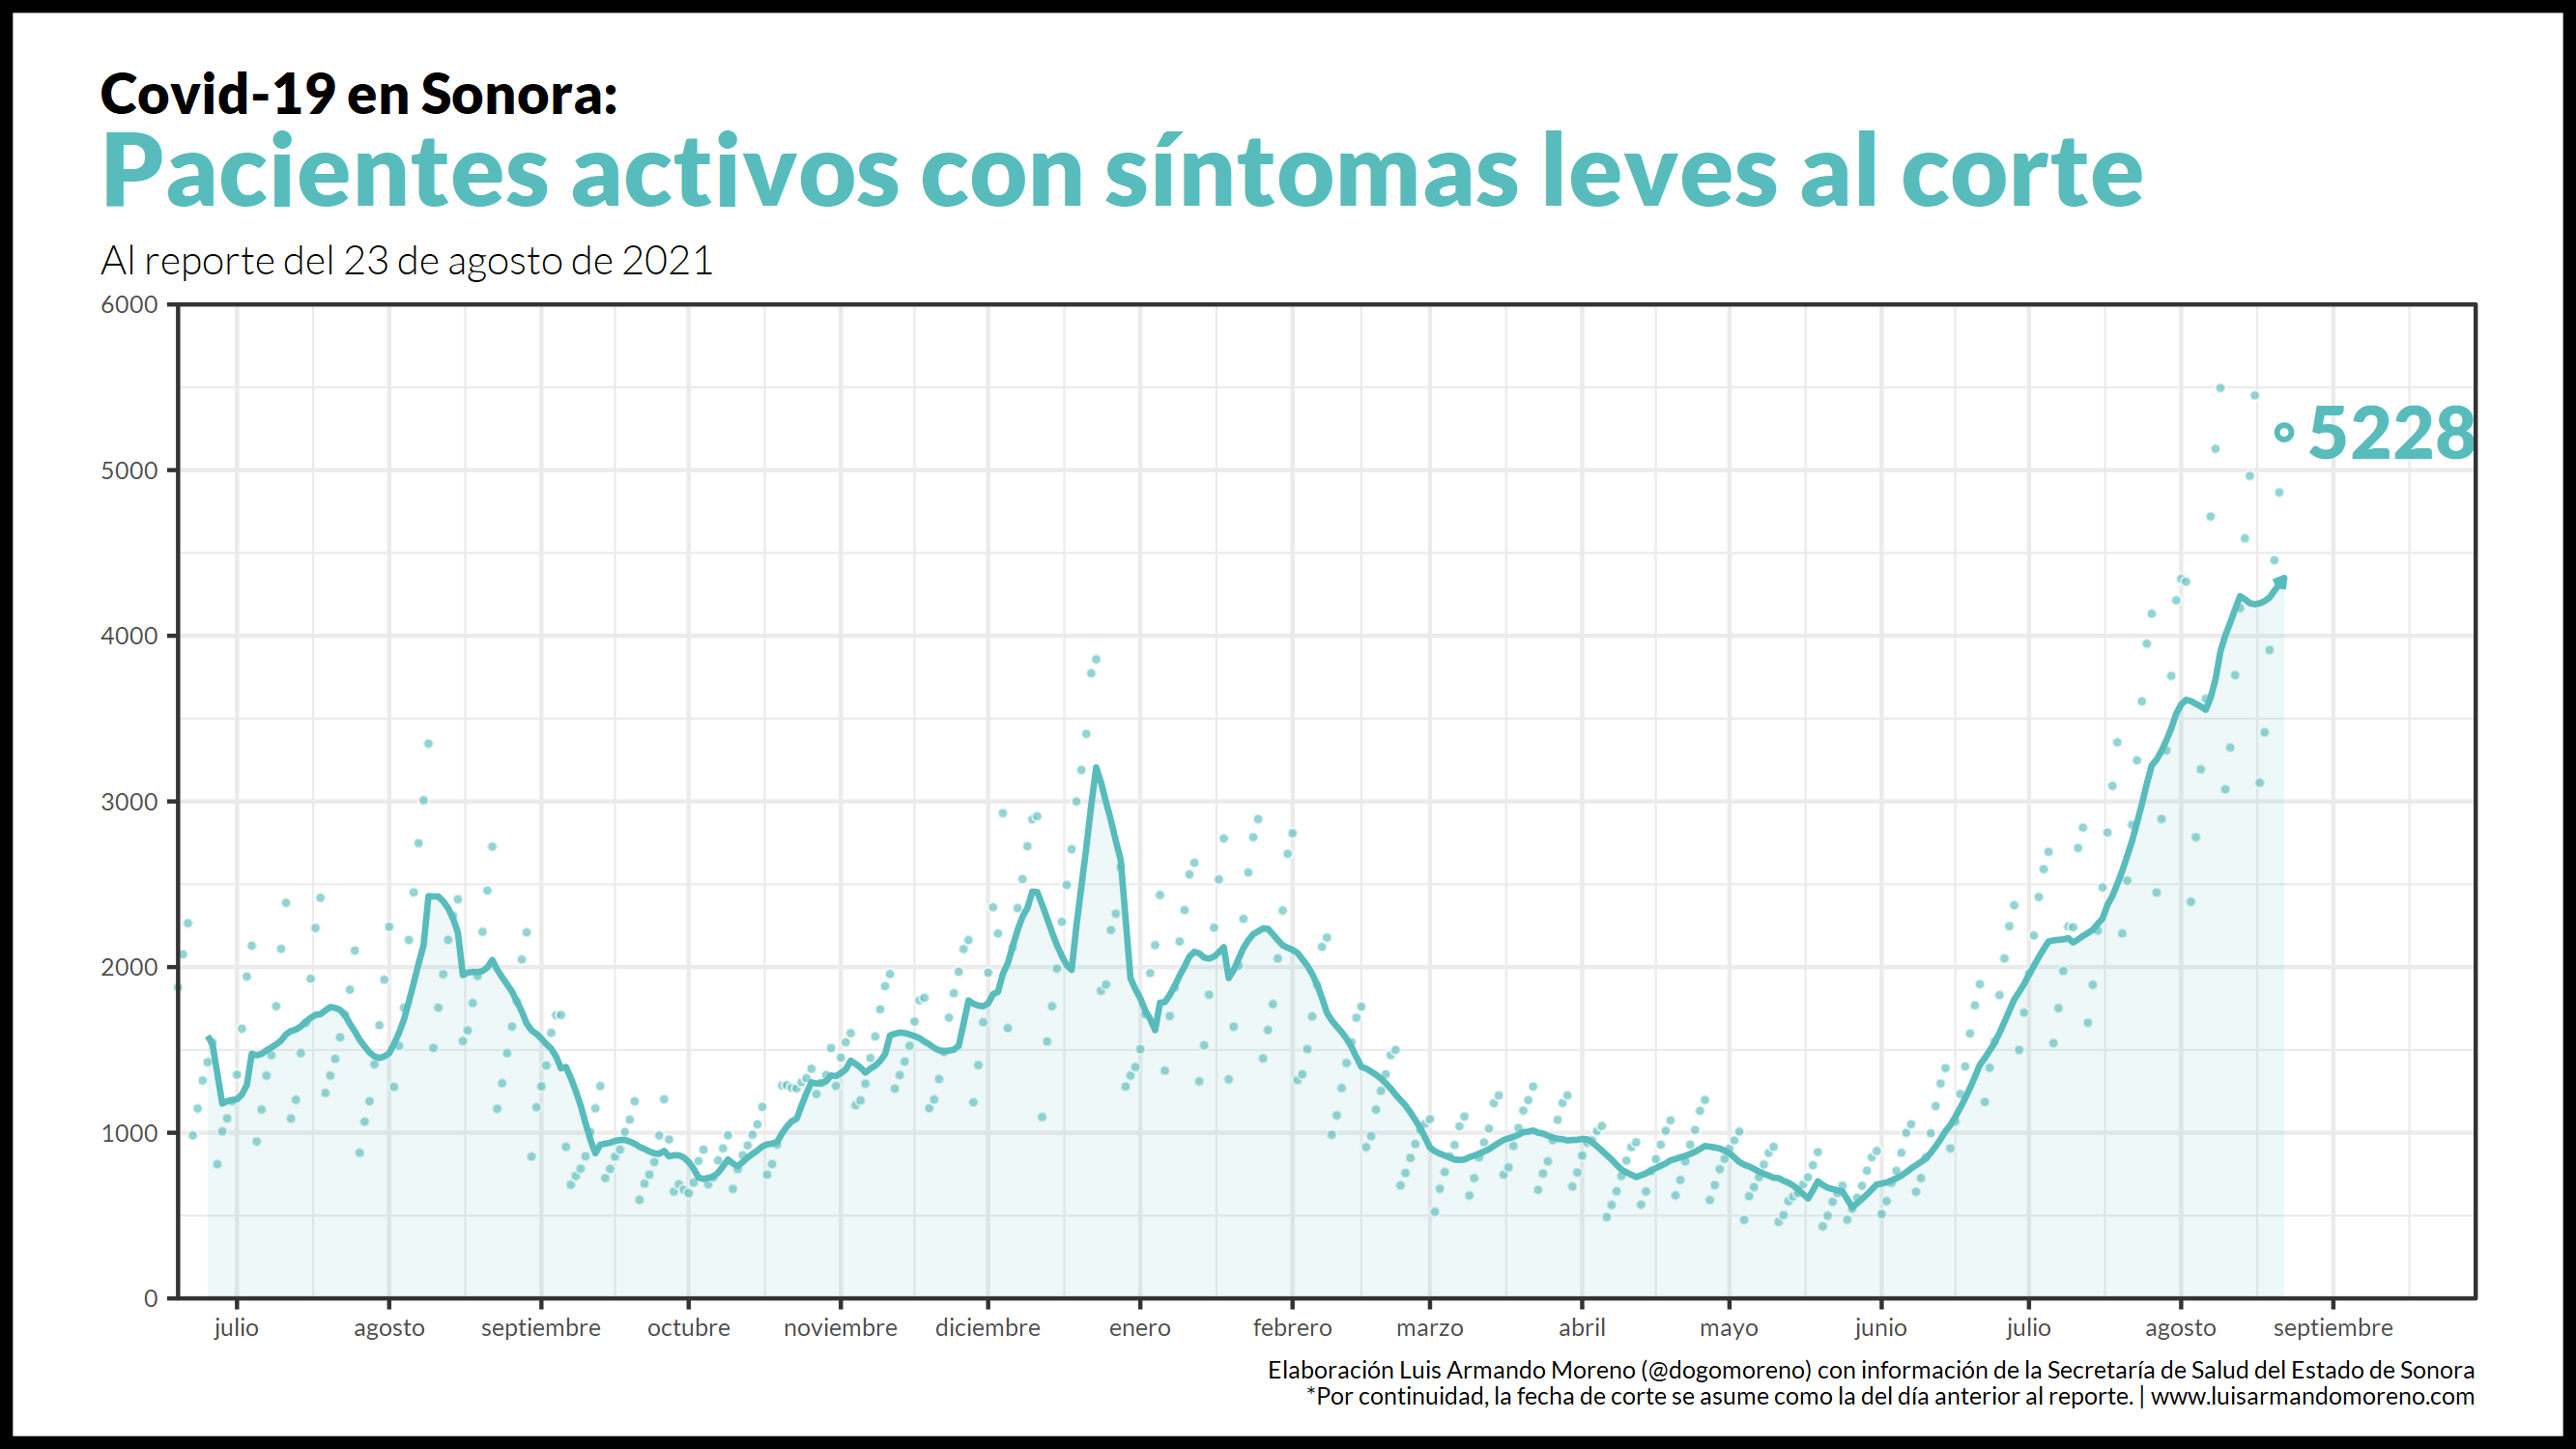 Covid-19 en Sonora:
Pacientes activos con síntomas leves al corte
Al reporte del 23 de agosto de 2021
6000
5000
4000
3000
2000
1000
0
5228
julio agosto septiembre octubre noviembre diciembre enero febrero marzo abril mayo junio julio agosto septiembre
Elaboración Luis Armando Moreno (@dogomoreno) con información de la Secretaría de Salud del Estado de Sonora
*Por continuidad, la fecha de corte se asume como la del día anterior al reporte. | www.luisarmandomoreno.com